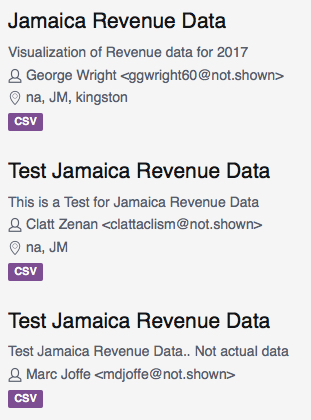 Jamaica Revenue Data
Visualization of Revenue data for 2017
George Wright <ggwright60@not.shown>
na, JM, kingston
CSV
Test Jamaica Revenue Data
This is a Test for Jamaica Revenue Data
Clatt Zenan <clattaclism@not.shown>
na, JM
CSV
Test Jamaica Revenue Data
Test Jamaica Revenue Data.. Not actual data
Marc Joffe <mdjoffe@not.shown>
CSV